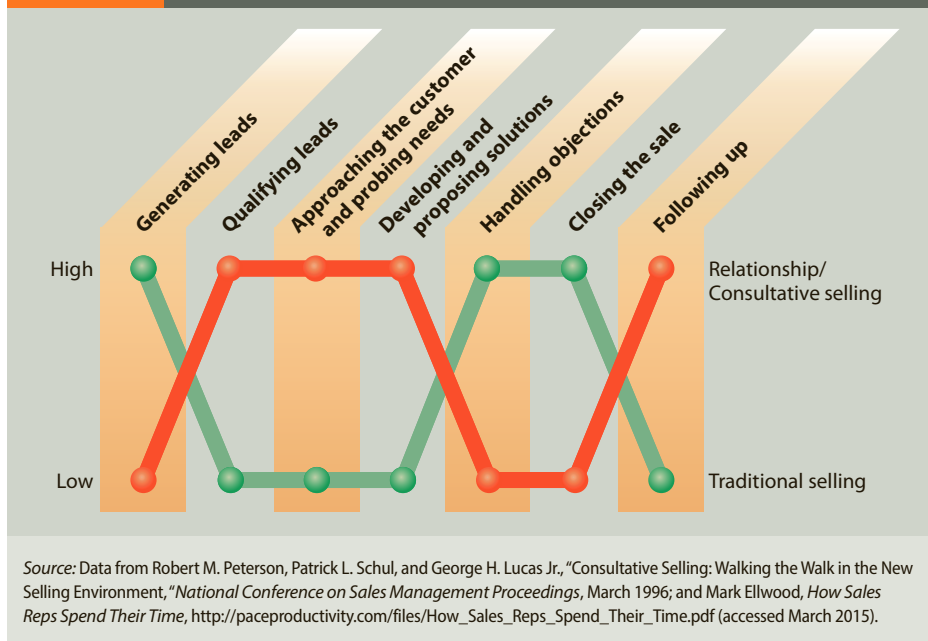 Generating leads
Qualifying leads
Approaching the customer
and probing needs
Developing and
proposing solutions
Handling objections
Closing the sale
Following up
High
Relationship/
Consultative selling
Low
Traditional selling
Source: Data from Robert M. Peterson, Patrick L. Schul, and George H. Lucas Jr., “Consultative Selling: Walking the Walk in the New
Selling Environment, “National Conference on Sales Management Proceedings, March 1996; and Mark Ellwood, How Sales
Reps Spend Their Time, http://paceproductivity.com/files/How_Sales_Reps_Spend_Their_Time.pdf (accessed March 2015).